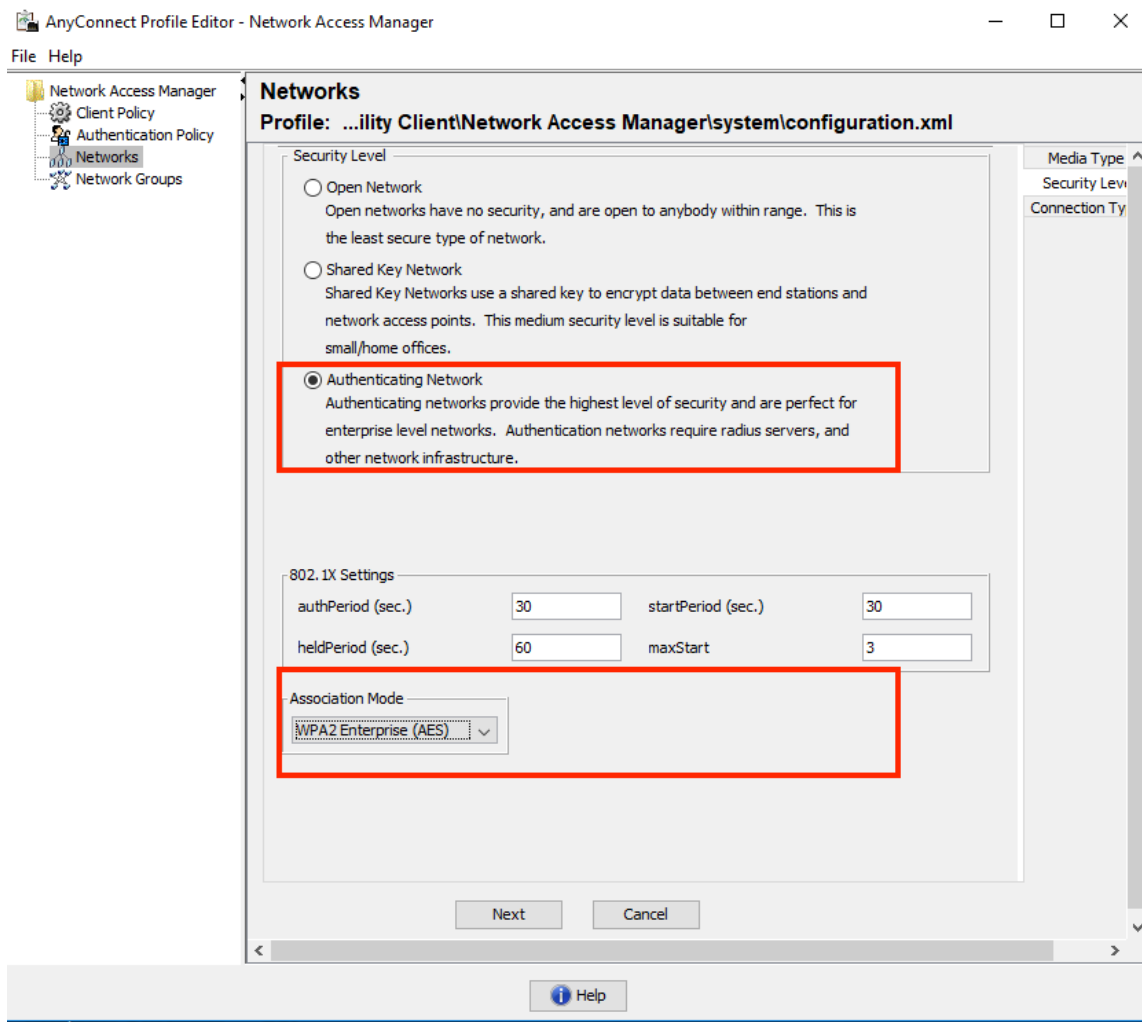 AnyConnect Profile Editor - Network Access Manager
File Help
Network Access Manager
Client Policy
Authentication Policy
Networks
Network Groups
Networks
Profile: ...ility Client\Network Access Manager\system\configuration.xml
Security Level
Open Network
Open networks have no security, and are open to anybody within range. This is
the least secure type of network.
Shared Key Network
Shared Key Networks use a shared key to encrypt data between end stations and
network access points. This medium security level is suitable for
small/home offices.
Authenticating Network
Authenticating networks provide the highest level of security and are perfect for
enterprise level networks. Authentication networks require radius servers, and
other network infrastructure.
802.1X Settings
authPeriod (sec.) 30 startPeriod (sec.) 30
heldPeriod (sec.) 60 maxStart 3
Association Mode
WPA2 Enterprise (AES)
Media Type
Security Lev
Connection Ty
Next Cancel
Help